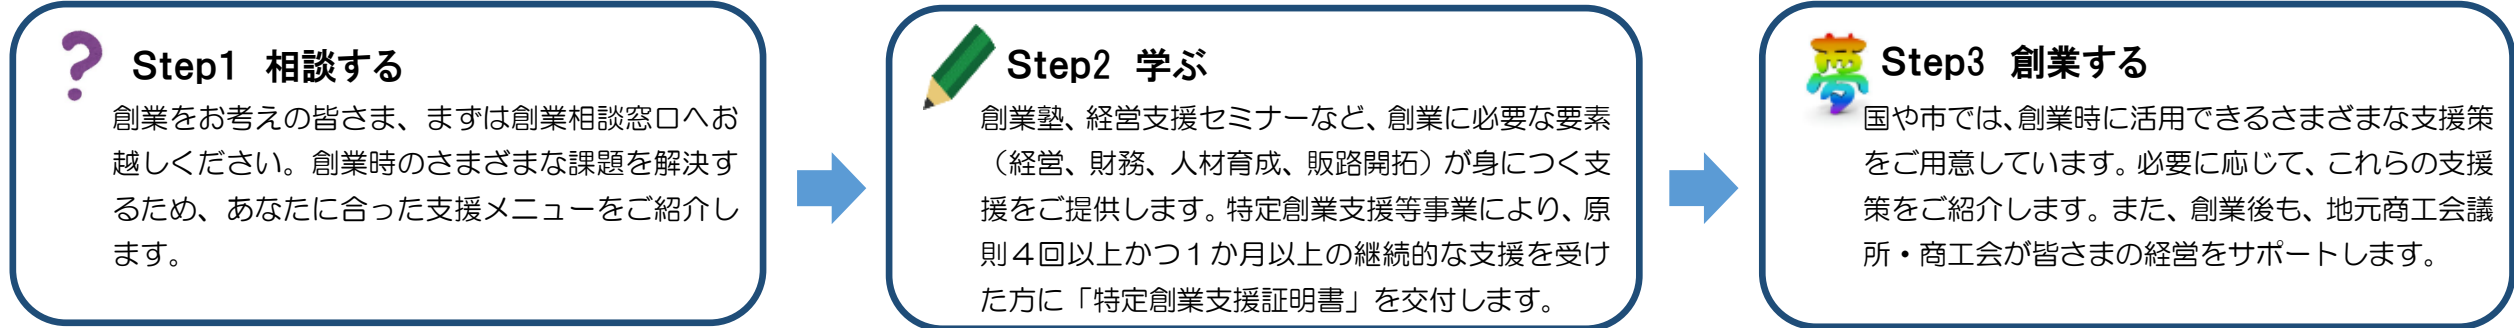 ?
Step1 相談する
創業をお考えの皆さま、まずは創業相談窓口へお
越しください。創業時のさまざまな課題を解決す
るため、あなたに合った支援メニューをご紹介し
ます。
Step2 学ぶ
創業塾、経営支援セミナーなど、創業に必要な要素
（経営、財務、人材育成、販路開拓）が身につく支
援をご提供します。特定創業支援等事業により、原
則４回以上かつ１か月以上の継続的な支援を受け
た方に「特定創業支援証明書」を交付します。
夢
Step3 創業する
国や市では、創業時に活用できるさまざまな支援策
をご用意しています。必要に応じて、これらの支援
策をご紹介します。また、創業後も、地元商工会議
所・商工会が皆さまの経営をサポートします。